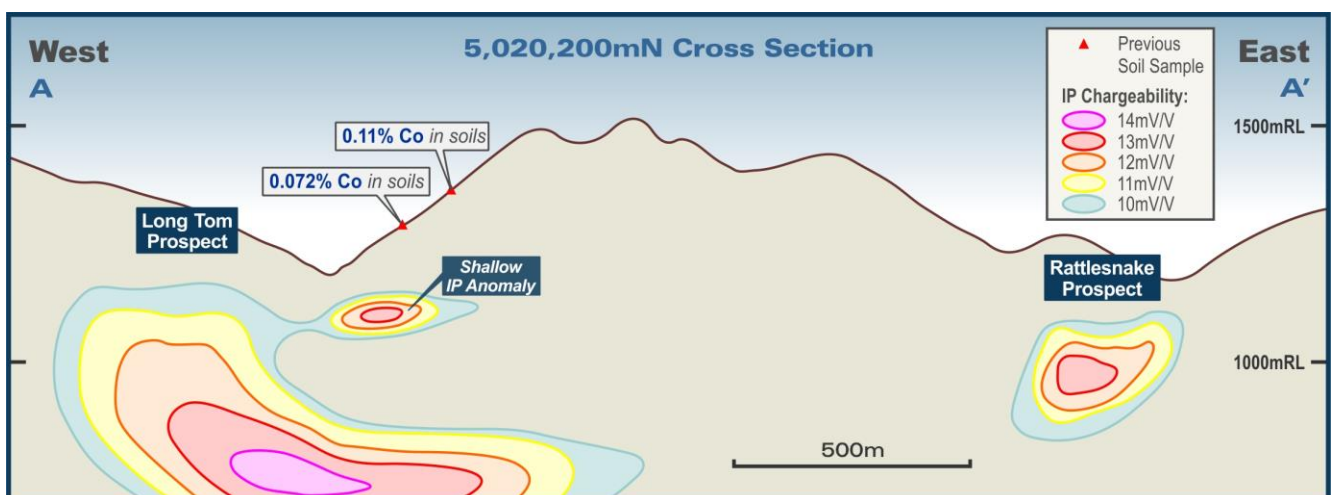 5,020,200mN Cross Section
West
A
East
A'
Previous
Soil Sample
IP Chargeability:
14mV/V
13mV/V
12mV/V
11mV/V
10mV/V
1500mRL
0.11% Co in soils
0.072% Co in soils
Long Tom
Prospect
Shallow
IP Anomaly
Rattlesnake
Prospect
1000mRL
500m